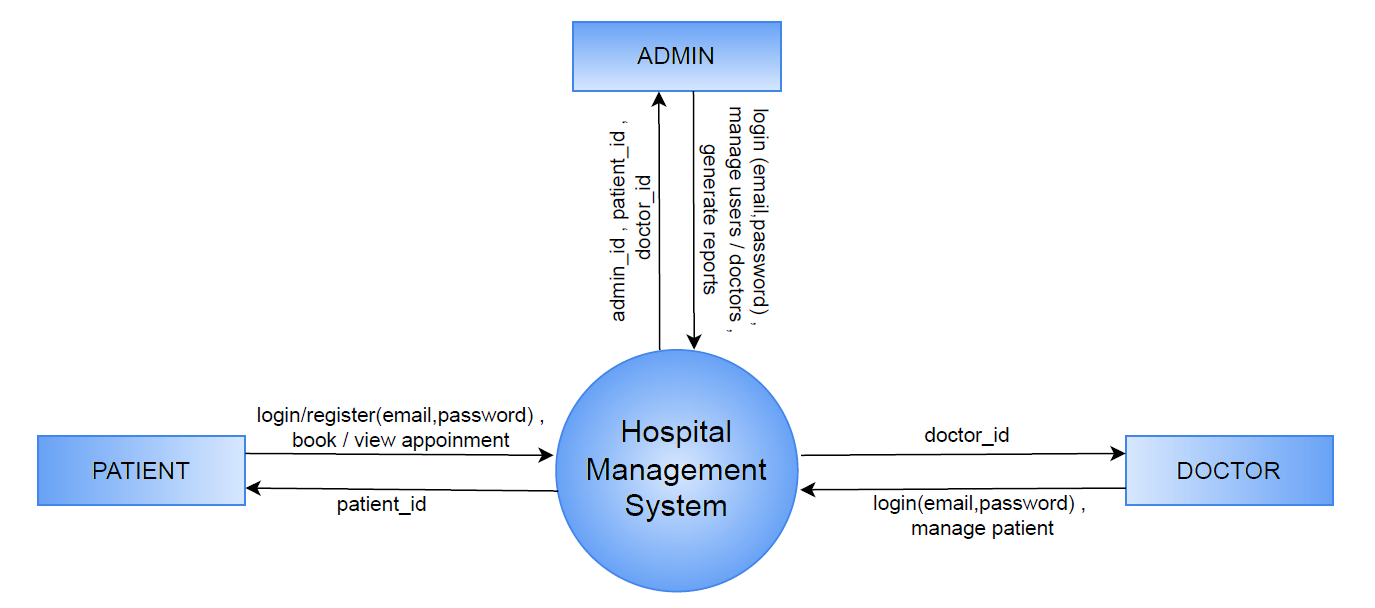 ADMIN
admin_id , patient_id ,
doctor_id
login (email,password) ,
manage users / doctors ,
generate reports
login/register(email,password) ,
book / view appoinment
PATIENT
patient_id
Hospital
Management
System
doctor_id
DOCTOR
login(email,password) ,
manage patient